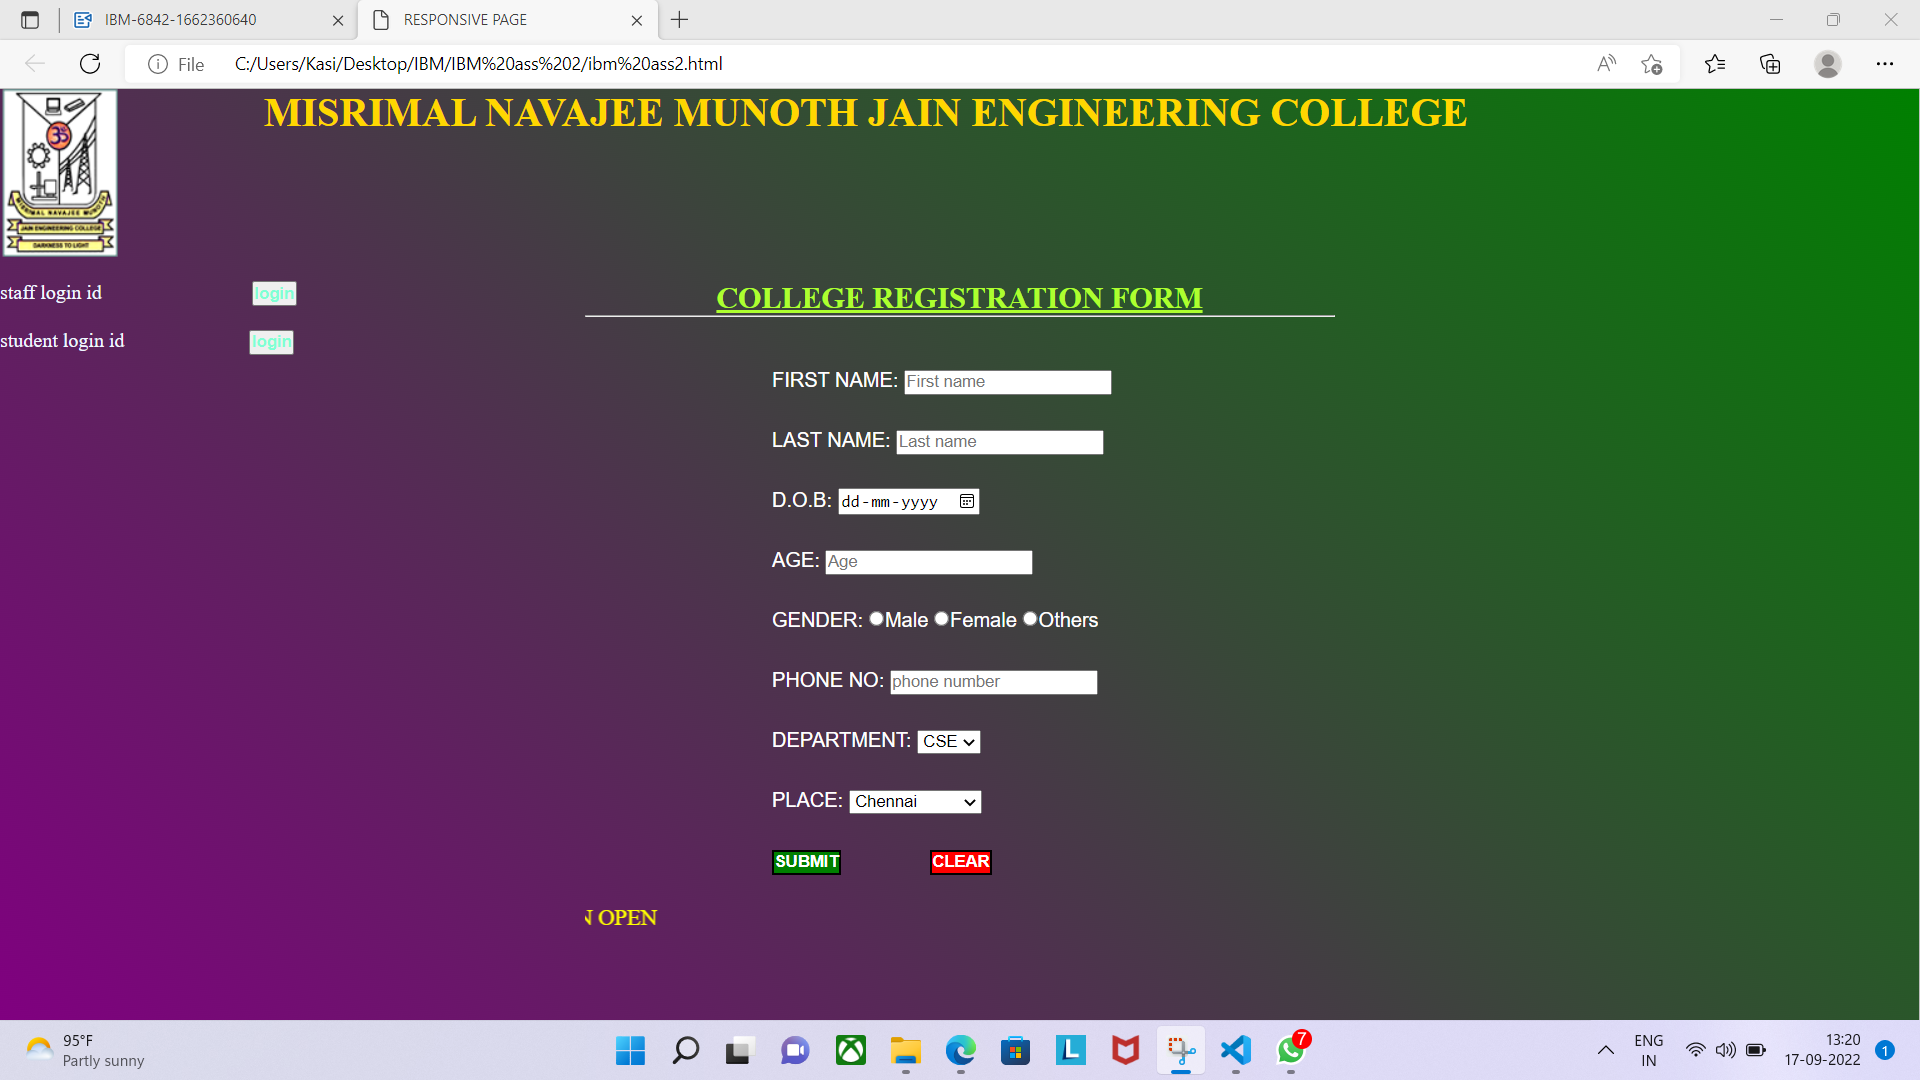 IBM-6842-1662360640
RESPONSIVE PAGE
File
C:/Users/Kasi/Desktop/IBM/IBM%20ass%202/ibm%20ass2.html
MISRIMAL NAVAJEE MUNOTH JAIN ENGINEERING COLLEGE
MISRIMAL NAVAJEE MUNOTH
JAIN ENGINEERING COLLEGE
DARKNESS TO LIGHT
staff login id login
student login id login
COLLEGE REGISTRATION FORM
FIRST NAME: First name
LAST NAME: Last name
D.O.B: dd-mm-yyyy
AGE: Age
GENDER: Male Female Others
PHONE NO: phone number
DEPARTMENT: CSE
PLACE: Chennai
SUBMIT CLEAR
N OPEN
95°F
Partly sunny
L
7
ENG
IN
13:20
17-09-2022
1